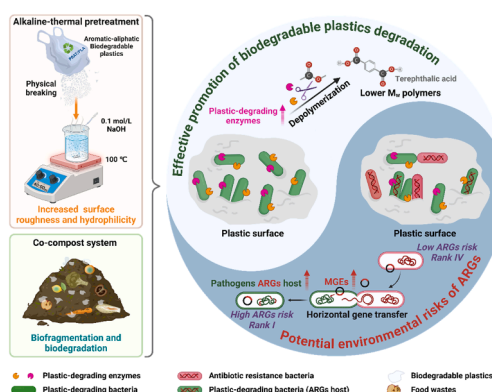 Alkaline-thermal pretreatment
Aromatic-aliphatic
Biodegradable
plastics
Physical
breaking
0.1 mol/L
NaOH
100 ℃
Increased surface
roughness and hydrophilicity
Co-compost system
Biofragmentation and
biodegradation
Effective promotion of biodegradable plastics degradation
Plastic-degrading
enzymes
Depolymerization
Terephthalic acid
Lower Mw polymers
Plastic surface
Plastic surface
Low ARGs risk
Rank IV
Pathogens ARGs host
MGEs
High ARGs risk
Rank I
Horizontal gene transfer
Potential environmental risks of ARGs
Plastic-degrading enzymes
Antibiotic resistance bacteria
Biodegradable plastics
Plastic-degrading bacteria
Plastic-degrading bacteria (ARGs host)
Food wastes